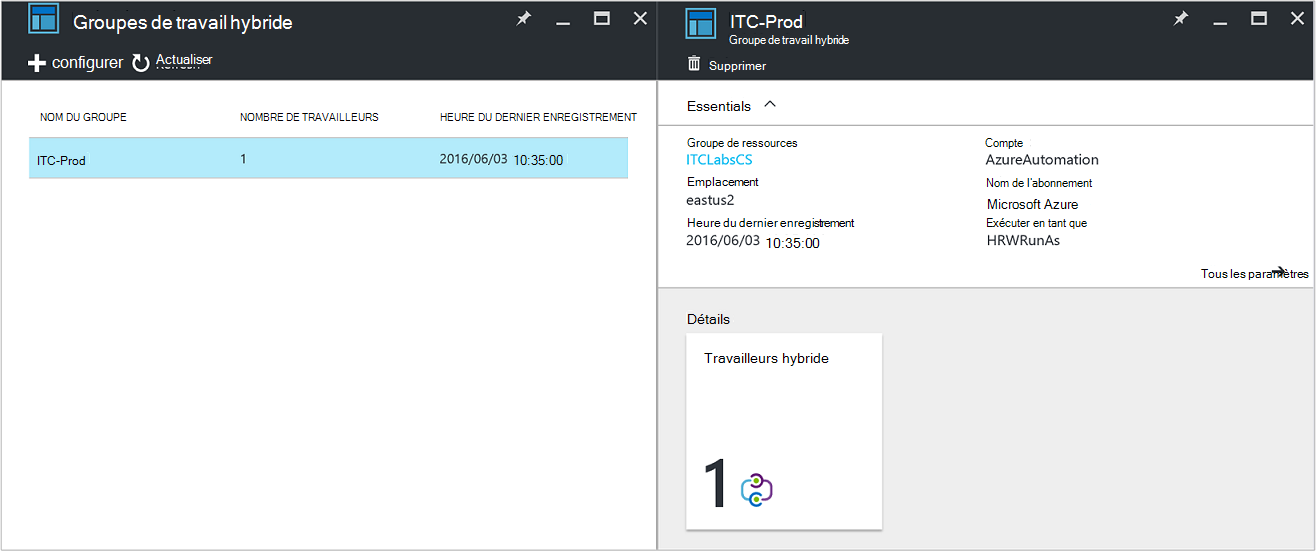 Groupes de travail hybride
configurer Actualiser
NOM DU GROUPE NOMBRE DE TRAVAILLEURS HEURE DU DERNIER ENREGISTREMENT
ITC-Prod 1 2016/06/03 10:35:00
ITC-Prod
Groupe de travail hybride
Supprimer
Essentials
Groupe de ressources Compte
ITCLabsCS AzureAutomation
Emplacement Nom de l'abonnement
eastus2 Microsoft Azure
Heure du dernier enregistrement Exécuter en tant que
2016/06/03 10:35:00 HRWRunAs
Tous les paramètres
Détails
Travailleurs hybride
1